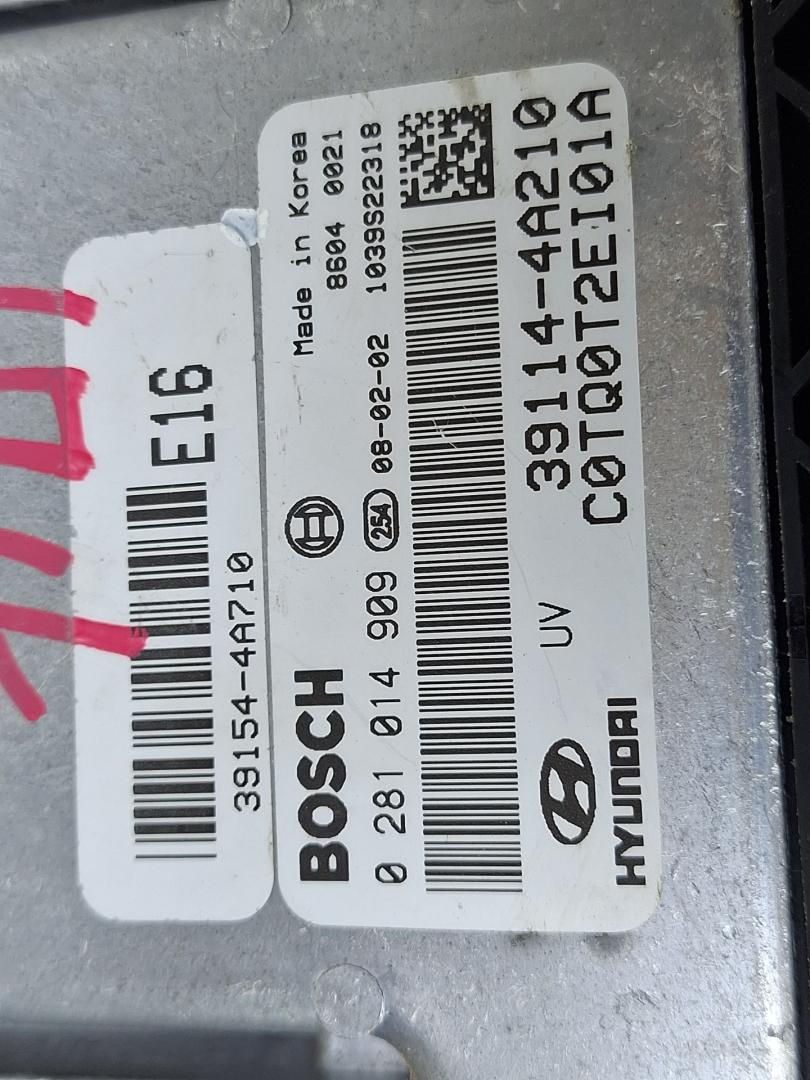 E16
39154-4A710
Made in Korea
8604 0021
BOSCH
0 281 014 909 254 08-02-02 1039S22318
UV 39114-4A210
HYUNDAI C0TQ0T2EI01A